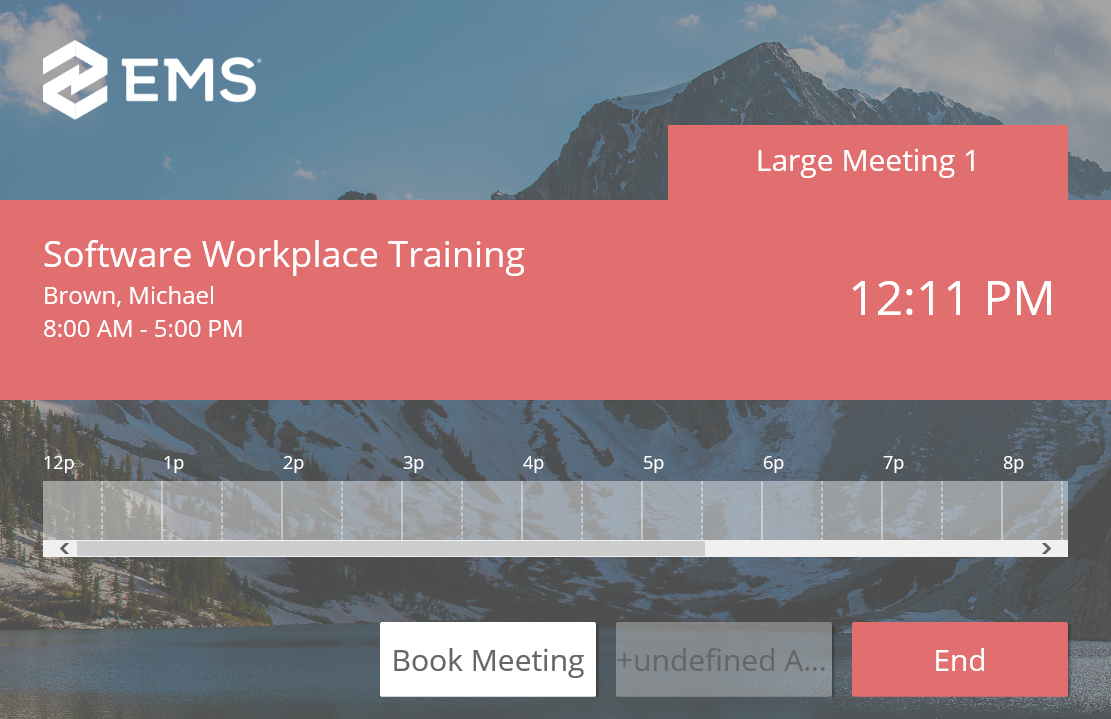 EMS
Large Meeting 1
Software Workplace Training
Brown, Michael
8:00 AM - 5:00 PM
12:11 PM
12p 1p 2p 3p 4p 5p 6p 7p 8p
Book Meeting
+undefined A...
End